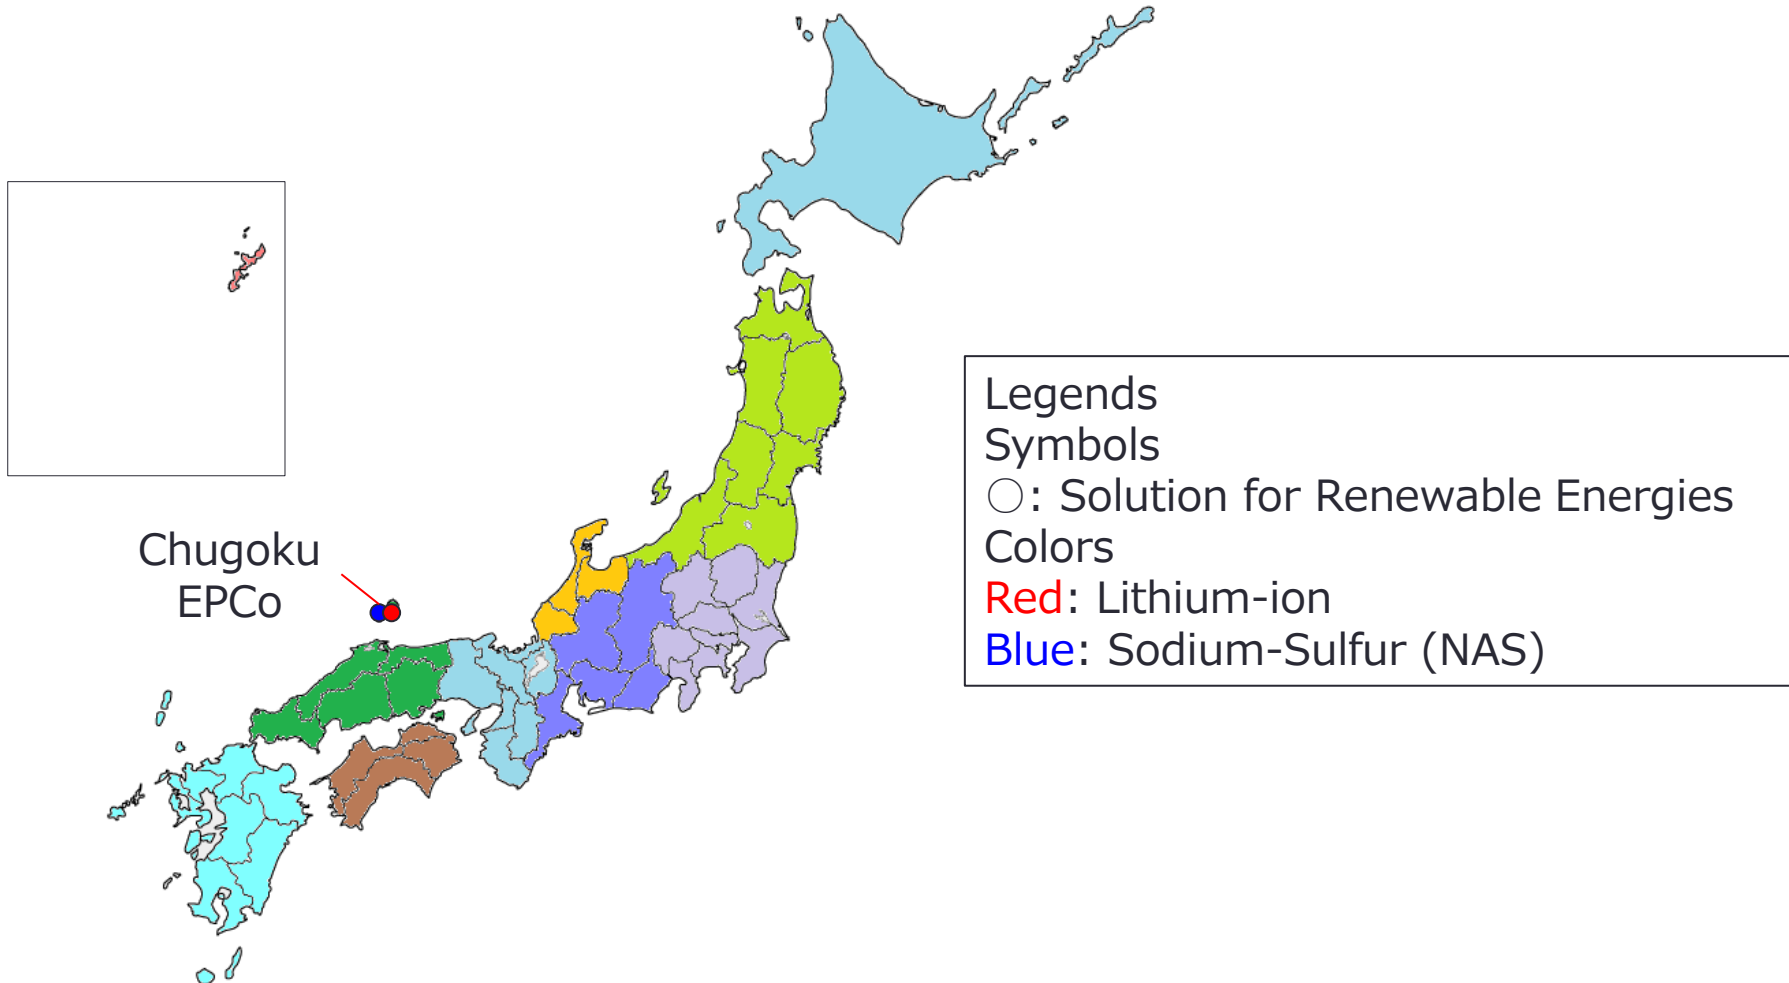 Chugoku
EPCo
Legends
Symbols
○: Solution for Renewable Energies
Colors
Red: Lithium-ion
Blue: Sodium-Sulfur (NAS)